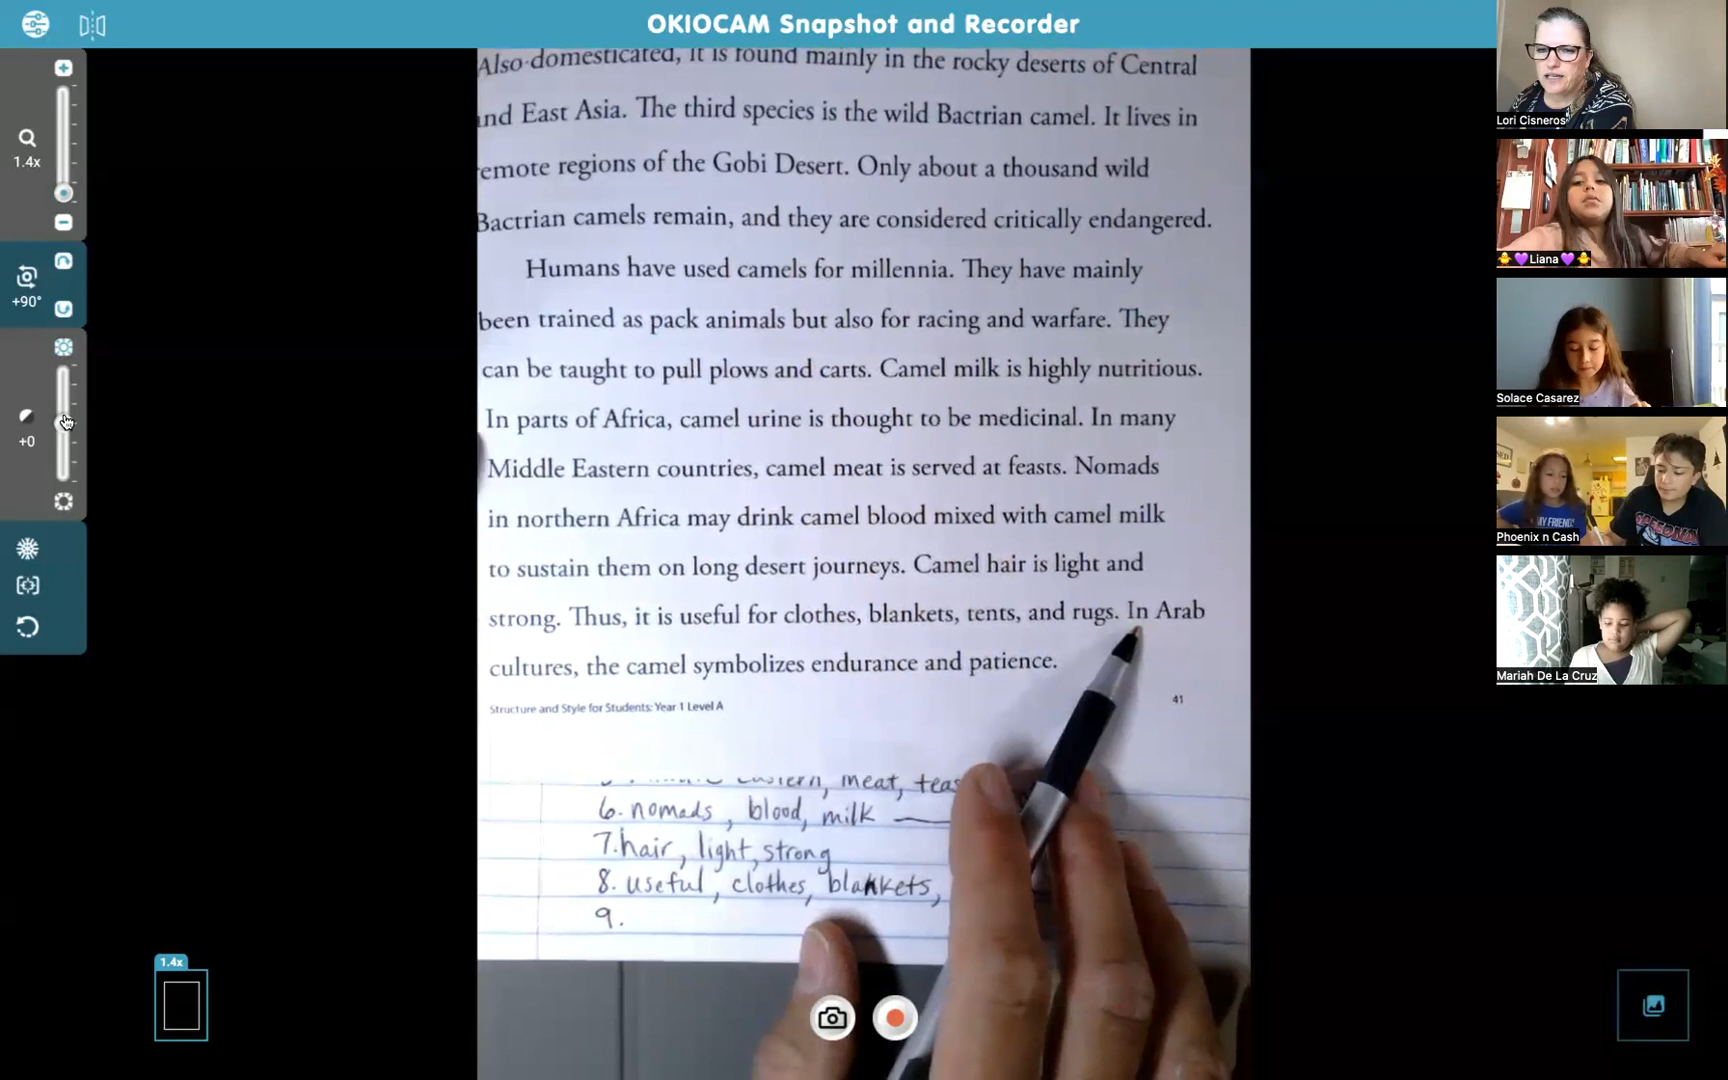 OKIOCAM Snapshot and Recorder
1.4x
+90°
+0
1.4x
Also domesticated, it is found mainly in the rocky deserts of Central
and East Asia. The third species is the wild Bactrian camel. It lives in
remote regions of the Gobi Desert. Only about a thousand wild
Bactrian camels remain, and they are considered critically endangered.
Humans have used camels for millennia. They have mainly
been trained as pack animals but also for racing and warfare. They
can be taught to pull plows and carts. Camel milk is highly nutritious.
In parts of Africa, camel urine is thought to be medicinal. In many
Middle Eastern countries, camel meat is served at feasts. Nomads
in northern Africa may drink camel blood mixed with camel milk
to sustain them on long desert journeys. Camel hair is light and
strong. Thus, it is useful for clothes, blankets, tents, and rugs. In Arab
cultures, the camel symbolizes endurance and patience.
Structure and Style for Students: Year 1 Level A
41
meat,
6. nomads, blood, milk
7. hair, light, strong
8. useful, clothes, blankets,
9.
Lori Cisneros
Liana
Solace Casarez
MY FRIENDS
Phoenix n Cash
Mariah De La Cruz